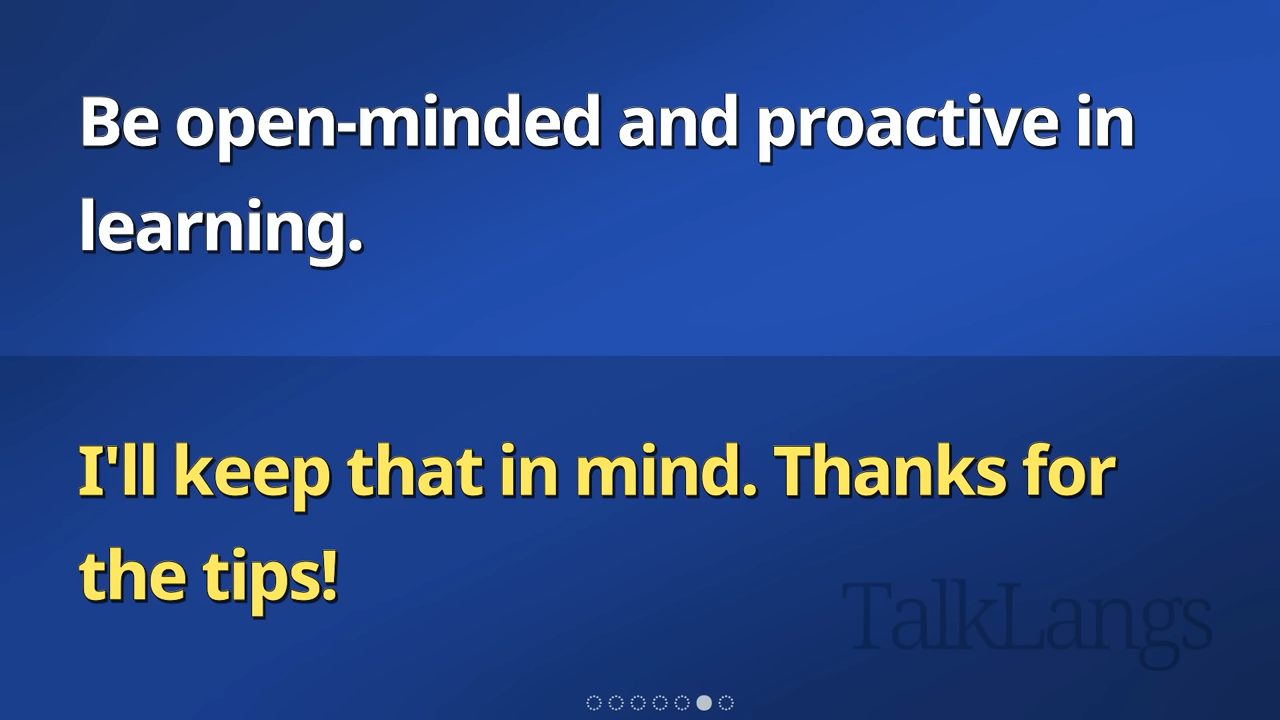 Be open-minded and proactive in
learning.
I'll keep that in mind. Thanks for
the tips!
TalkLangs